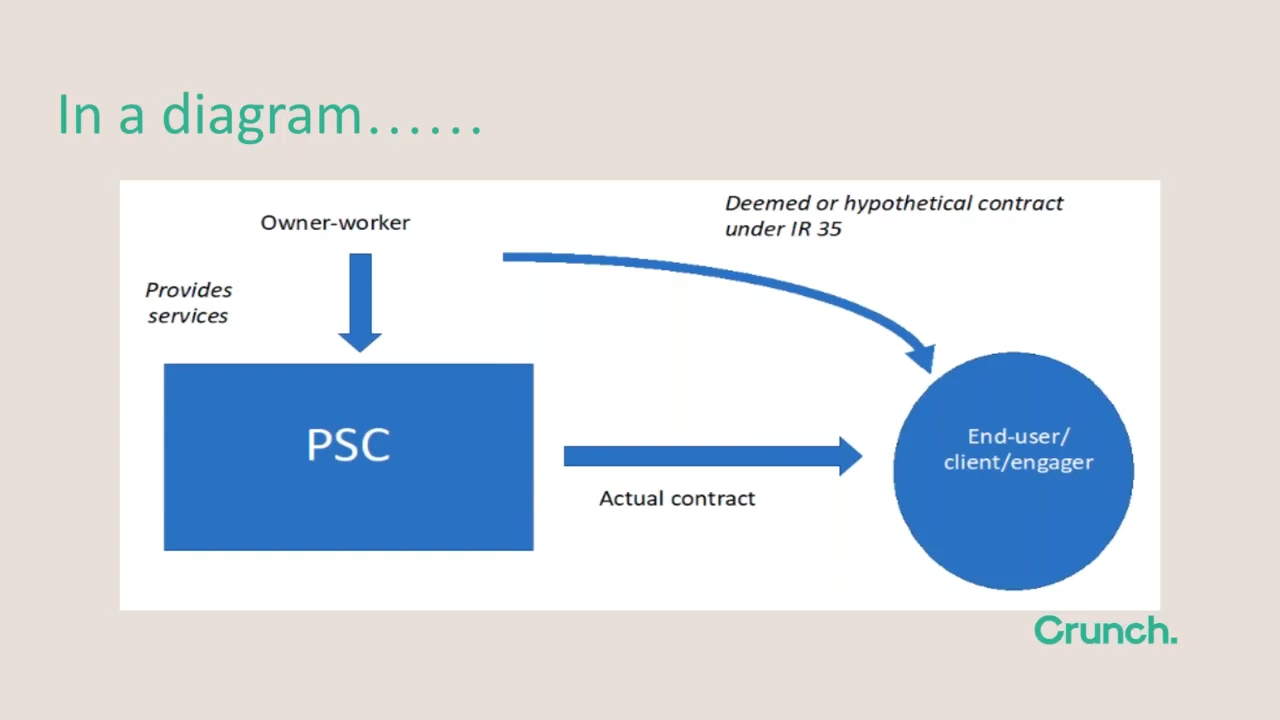 In a diagram……
Owner-worker
Deemed or hypothetical contract
under IR 35
Provides
services
PSC
End-user/
client/engager
Actual contract
Crunch.